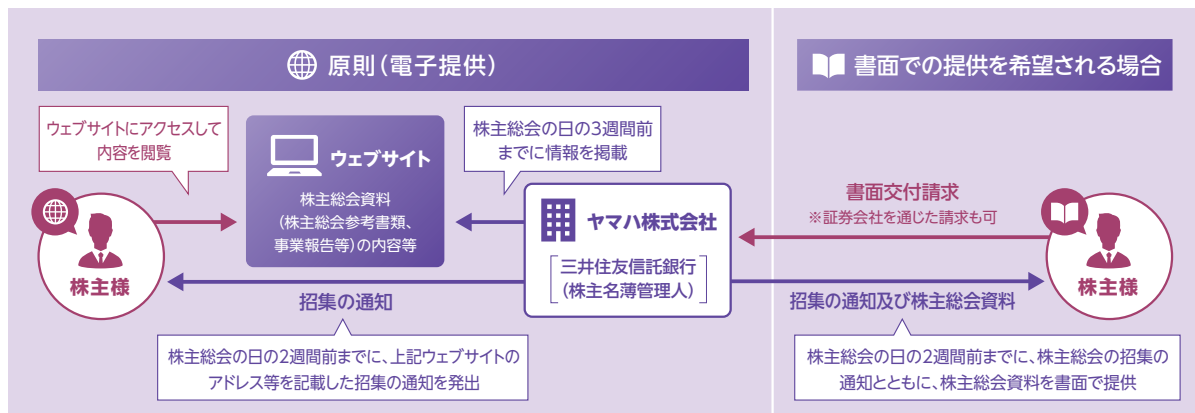 原則(電子提供)
ウェブサイトにアクセスして
内容を閲覧
ウェブサイト
株主総会資料
(株主総会参考書類、
事業報告等)の内容等
株主総会の日の3週間前
までに情報を掲載
株主様
ヤマハ株式会社
三井住友信託銀行
(株主名簿管理人)
招集の通知
株主総会の日の2週間前までに、上記ウェブサイトの
アドレス等を記載した招集の通知を発出
書面での提供を希望される場合
書面交付請求
※証券会社を通じた請求も可
株主様
招集の通知及び株主総会資料
株主総会の日の2週間前までに、株主総会の招集の
通知とともに、株主総会資料を書面で提供